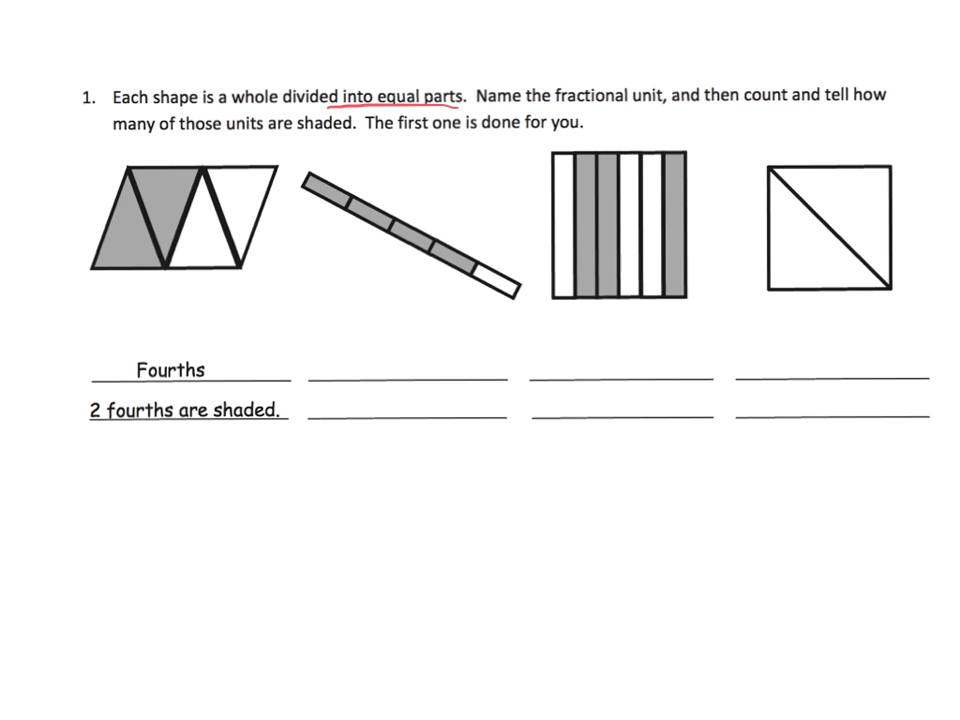 1. Each shape is a whole divided into equal parts. Name the fractional unit, and then count and tell how
many of those units are shaded. The first one is done for you.
Fourths
2 fourths are shaded.